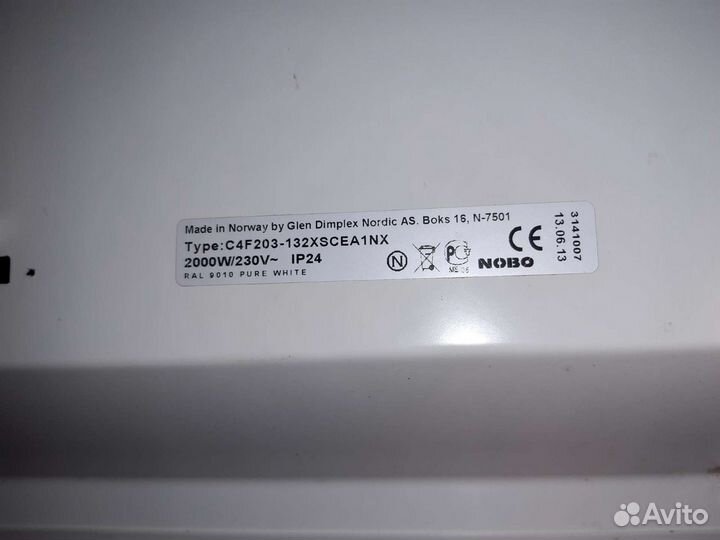 Made in Norway by Glen Dimplex Nordic AS. Boks 16, N-7501
Type:C4F203-132XSCEA1NX
2000W/230V~ IP24
RAL 9010 PURE WHITE
N
CE
NOBO
3141007
13.06.13
Avito